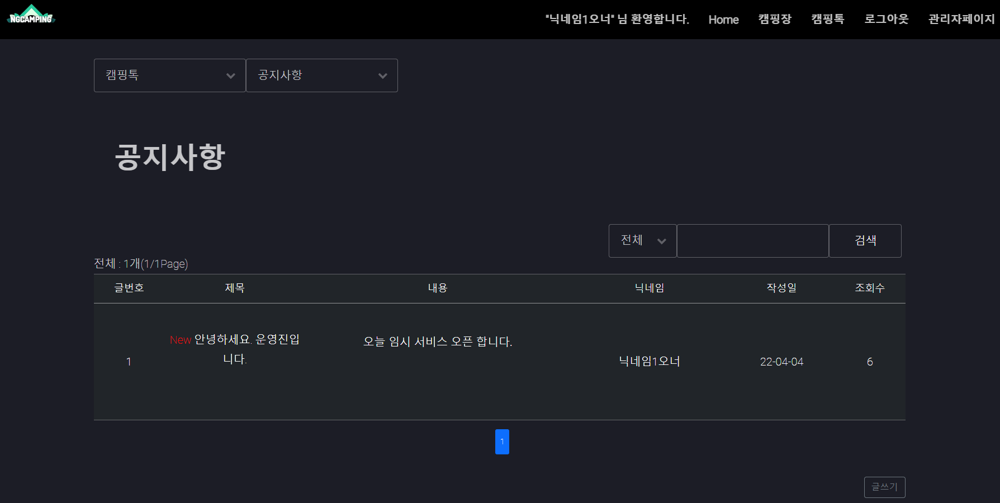 NGCAMPING
"닉네임1오너" 님 환영합니다. Home 캠핑장 캠핑톡 로그아웃 관리자페이지
캠핑톡 공지사항
공지사항
전체 검색
전체 : 1개(1/1Page)
글번호 제목 내용 닉네임 작성일 조회수
New 안녕하세요. 운영진입
니다.
오늘 임시 서비스 오픈 합니다.
1 닉네임1오너 22-04-04 6
1
글쓰기